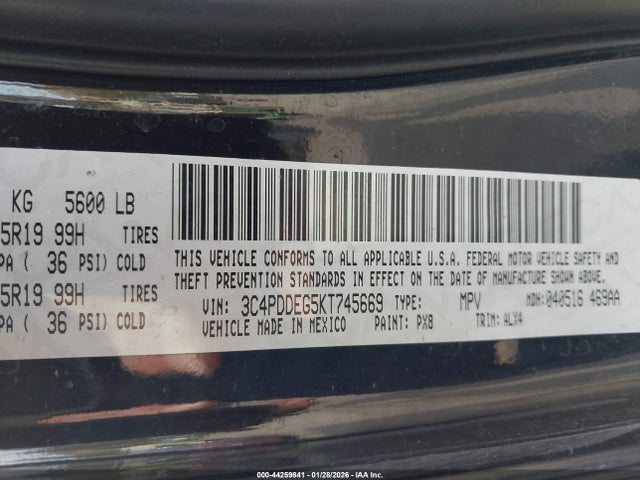 KG 5600 LB
5R19 99H TIRES
PA ( 36 PSI) COLD
5R19 99H TIRES
PA ( 36 PSI) COLD
THIS VEHICLE CONFORMS TO ALL APPLICABLE U.S.A. FEDERAL MOTOR VEHICLE SAFETY AND
THEFT PREVENTION STANDARDS IN EFFECT ON THE DATE OF MANUFACTURE SHOWN ABOVE.
VIN: 3C4PDDEG5KT745669 TYPE: MPV MDH: 040516 469AA
VEHICLE MADE IN MEXICO PAINT: PX8 TRIM: ALX4
000-44259841 - 01/28/2026 - IAA Inc.